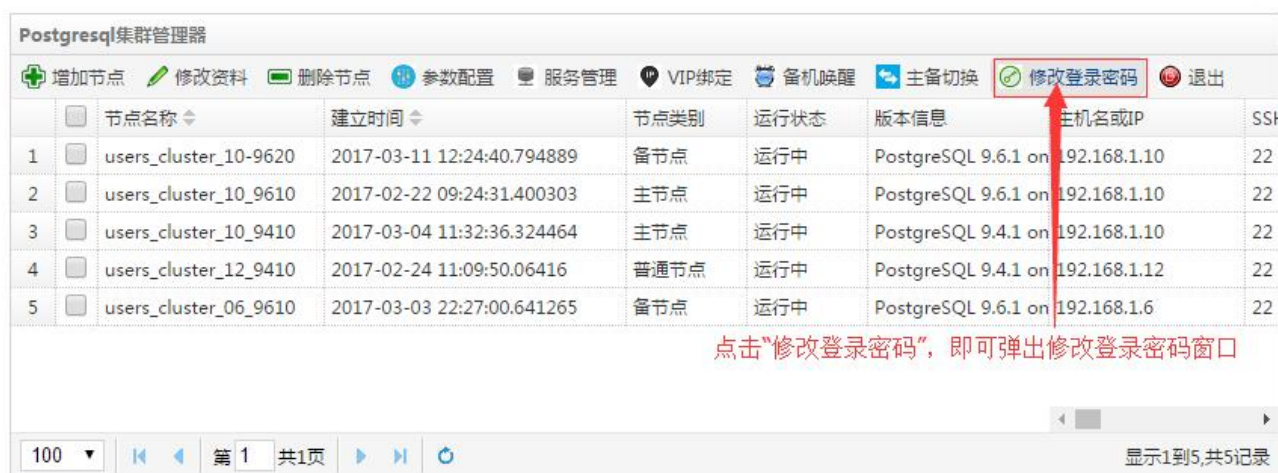 Postgresql集群管理器
增加节点 修改资料 删除节点 参数配置 服务管理 VIP绑定 备机唤醒 主备切换 修改登录密码 退出
节点名称 建立时间 节点类别 运行状态 版本信息 主机名或IP SSH
1 users_cluster_10-9620 2017-03-11 12:24:40.794889 备节点 运行中 PostgreSQL 9.6.1 on 192.168.1.10 22
2 users_cluster_10_9610 2017-02-22 09:24:31.400303 主节点 运行中 PostgreSQL 9.6.1 on 192.168.1.10 22
3 users_cluster_10_9410 2017-03-04 11:32:36.324464 主节点 运行中 PostgreSQL 9.4.1 on 192.168.1.10 22
4 users_cluster_12_9410 2017-02-24 11:09:50.06416 普通节点 运行中 PostgreSQL 9.4.1 on 192.168.1.12 22
5 users_cluster_06_9610 2017-03-03 22:27:00.641265 备节点 运行中 PostgreSQL 9.6.1 on 192.168.1.6 22
点击“修改登录密码”，即可弹出修改登录密码窗口
100 第 1 共1页 显示1到5,共5记录